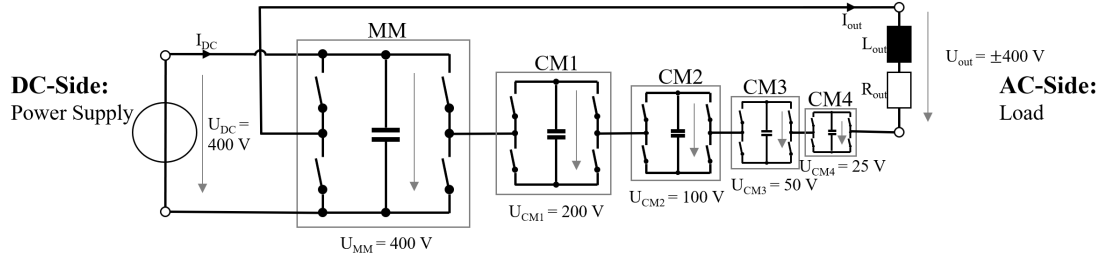 I_DC
MM
CM1
CM2
CM3
CM4
I_out
L_out
R_out
U_out = ±400 V
DC-Side:
Power Supply
U_DC =
400 V
AC-Side:
Load
U_MM = 400 V
U_CM1 = 200 V
U_CM2 = 100 V
U_CM3 = 50 V
U_CM4 = 25 V